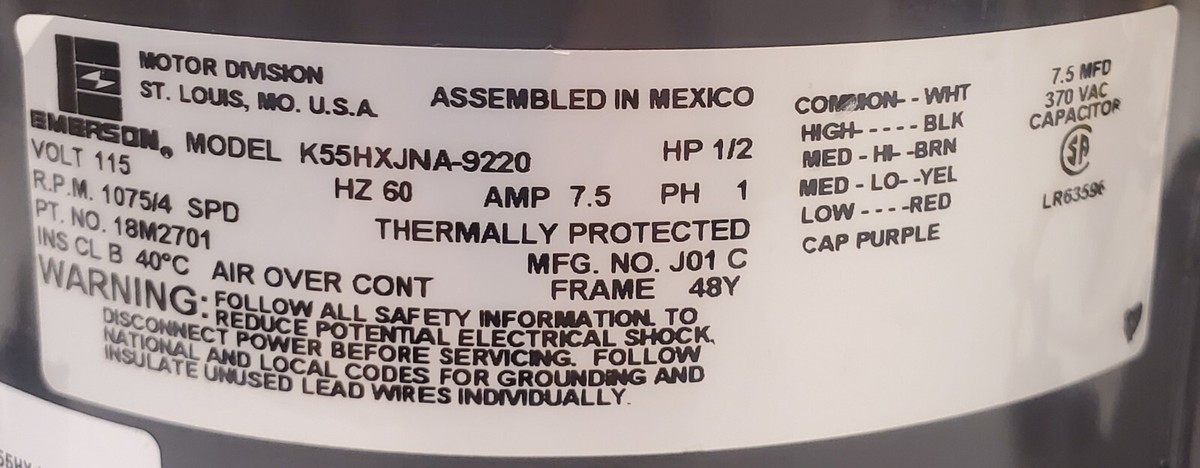 MOTOR DIVISION
ST. LOUIS, MO. U.S.A.
EMERSON®
ASSEMBLED IN MEXICO
MODEL K55HXJNA-9220
HP 1/2
VOLT 115
HZ 60
AMP 7.5
PH 1
R.P.M. 1075/4 SPD
THERMALLY PROTECTED
PT. NO. 18M2701
MFG. NO. J01 C
INS CL B 40°C AIR OVER CONT
FRAME 48Y
WARNING: FOLLOW ALL SAFETY INFORMATION. TO
REDUCE POTENTIAL ELECTRICAL SHOCK,
DISCONNECT POWER BEFORE SERVICING. FOLLOW
NATIONAL AND LOCAL CODES FOR GROUNDING AND
INSULATE UNUSED LEAD WIRES INDIVIDUALLY.
COMMON--WHT
HIGH-----BLK
MED-HI-BRN
MED-LO--YEL
LOW----RED
CAP PURPLE
7.5 MFD
370 VAC
CAPACITOR
SA
LR63596